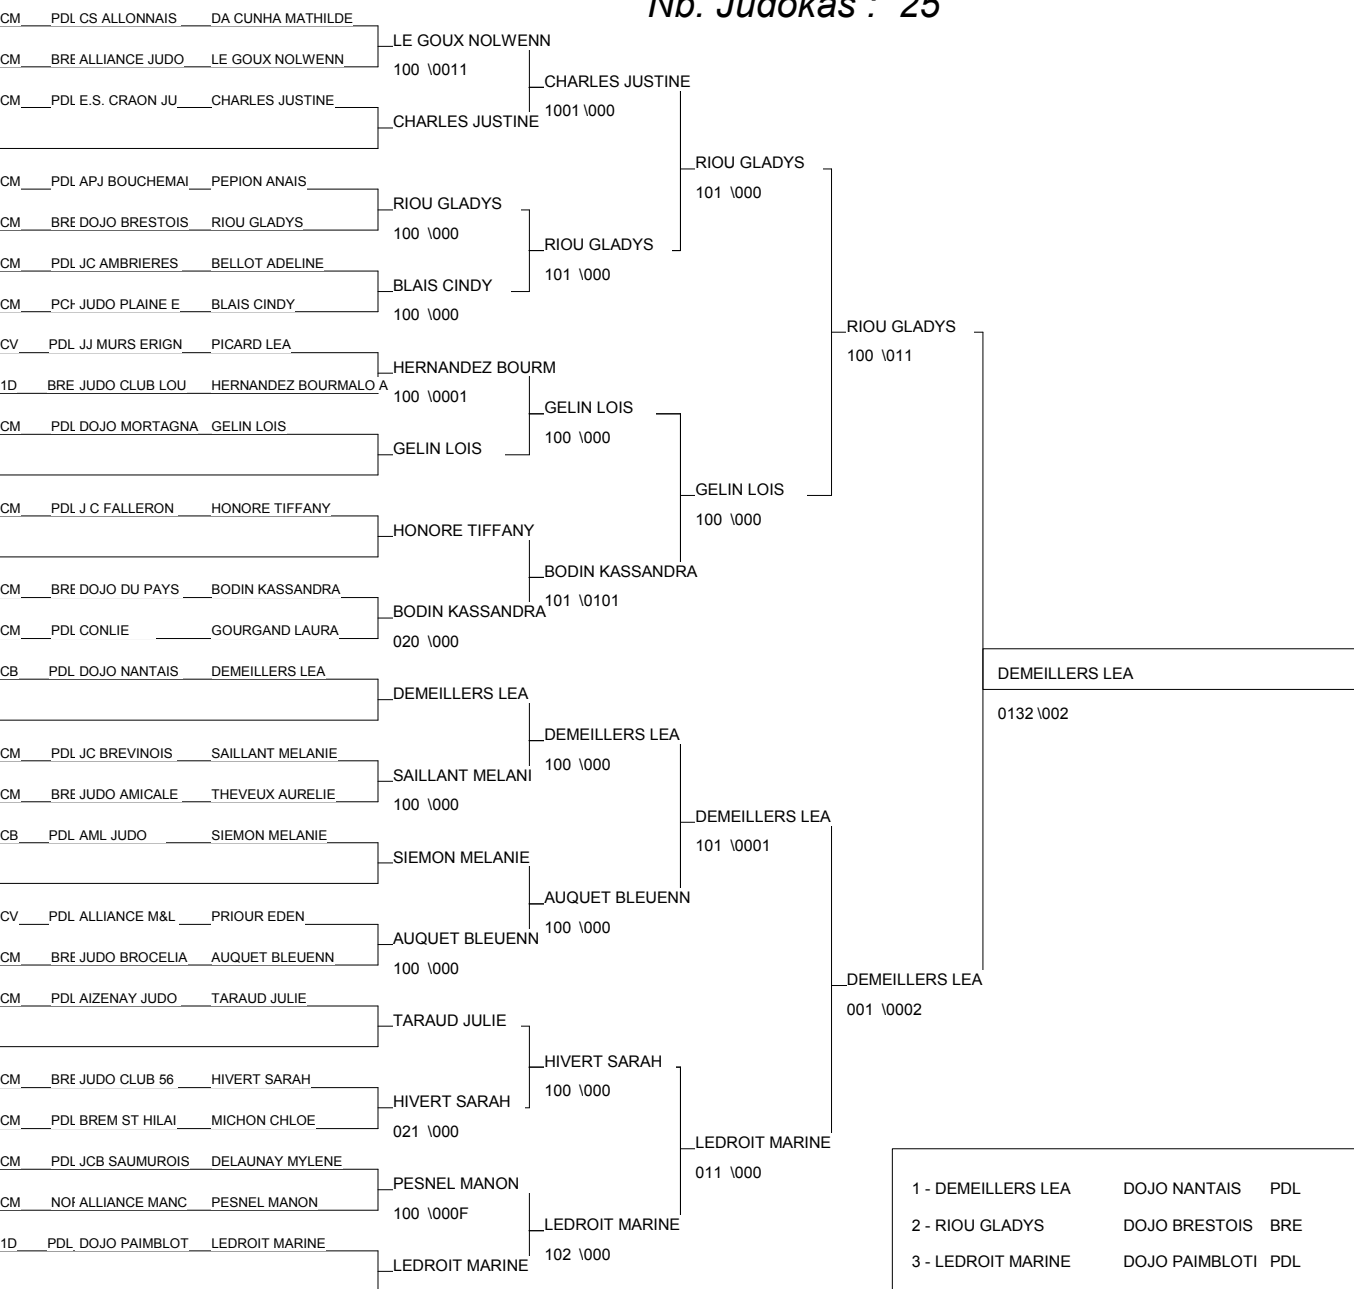 Nb. Judokas : 25
CM PDL CS ALLONNAIS DA CUNHA MATHILDE
LE GOUX NOLWENN
CM BRE ALLIANCE JUDO LE GOUX NOLWENN
100 \0011
CHARLES JUSTINE
CM PDL E.S. CRAON JU CHARLES JUSTINE
1001 \000
CHARLES JUSTINE
RIOU GLADYS
CM PDL APJ BOUCHEMAI PEPION ANAIS
101 \000
RIOU GLADYS
CM BRE DOJO BRESTOIS RIOU GLADYS
100 \000
RIOU GLADYS
CM PDL JC AMBRIERES BELLOT ADELINE
101 \000
BLAIS CINDY
CM PCH JUDO PLAINE E BLAIS CINDY
100 \000
RIOU GLADYS
CV PDL JJ MURS ERIGN PICARD LEA
100 \011
HERNANDEZ BOURM
1D BRE JUDO CLUB LOU HERNANDEZ BOURMALO A
100 \0001
GELIN LOIS
CM PDL DOJO MORTAGNA GELIN LOIS
100 \000
GELIN LOIS
GELIN LOIS
CM PDL J C FALLERON HONORE TIFFANY
100 \000
HONORE TIFFANY
BODIN KASSANDRA
CM BRE DOJO DU PAYS BODIN KASSANDRA
101 \0101
BODIN KASSANDRA
CM PDL CONLIE GOURGAND LAURA
020 \000
CB PDL DOJO NANTAIS DEMEILLERS LEA
DEMEILLERS LEA
DEMEILLERS LEA
0132 \002
DEMEILLERS LEA
CM PDL JC BREVINOIS SAILLANT MELANIE
100 \000
SAILLANT MELANI
CM BRE JUDO AMICALE THEVEUX AURELIE
100 \000
DEMEILLERS LEA
CB PDL AML JUDO SIEMON MELANIE
101 \0001
SIEMON MELANIE
AUQUET BLEUENN
CV PDL ALLIANCE M&L PRIOUR EDEN
100 \000
AUQUET BLEUENN
CM BRE JUDO BROCELIA AUQUET BLEUENN
100 \000
DEMEILLERS LEA
CM PDL AIZENAY JUDO TARAUD JULIE
001 \0002
TARAUD JULIE
HIVERT SARAH
CM BRE JUDO CLUB 56 HIVERT SARAH
100 \000
HIVERT SARAH
CM PDL BREM ST HILAI MICHON CHLOE
021 \000
LEDROIT MARINE
CM PDL JCB SAUMUROIS DELAUNAY MYLENE
011 \000
PESNEL MANON
CM NOR ALLIANCE MANC PESNEL MANON
100 \000F
LEDROIT MARINE
1D PDL DOJO PAIMBLOT LEDROIT MARINE
102 \000
LEDROIT MARINE
1 - DEMEILLERS LEA DOJO NANTAIS PDL
2 - RIOU GLADYS DOJO BRESTOIS BRE
3 - LEDROIT MARINE DOJO PAIMBLOTI PDL